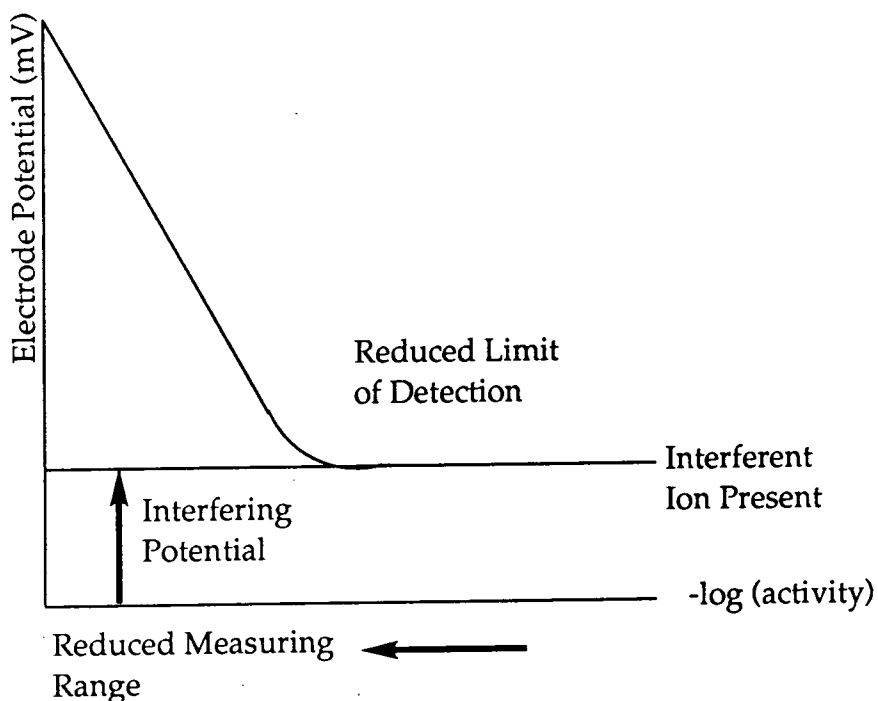 Electrode Potential (mV)
Reduced Limit
of Detection
Interferent
Ion Present
Interfering
Potential
-log (activity)
Reduced Measuring
Range